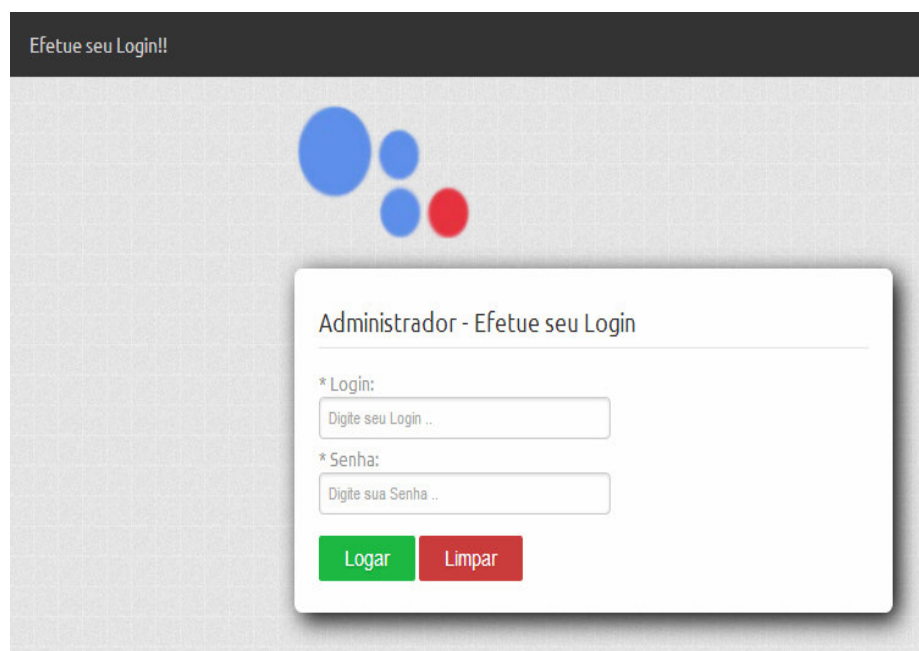 Efetue seu Login!!
Administrador - Efetue seu Login
* Login:
Digite seu Login ..
* Senha:
Digite sua Senha ..
Logar Limpar